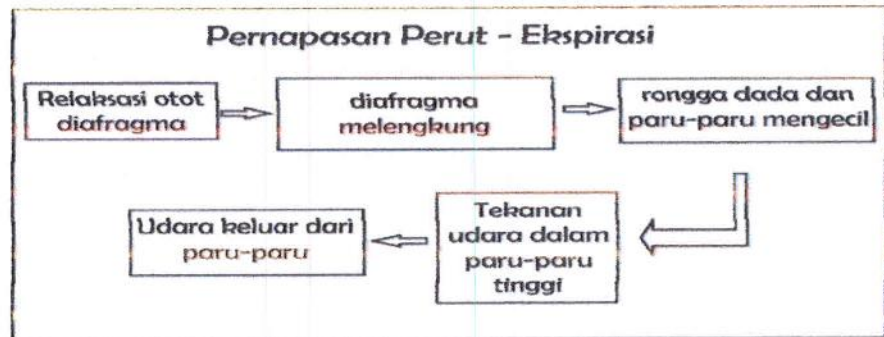 Pernapasan Perut - Ekspirasi
Relaksasi otot
diafragma
diafragma
melengkung
rongga dada dan
paru-paru mengecil
Tekanan
udara dalam
paru-paru
tinggi
Udara keluar dari
paru-paru